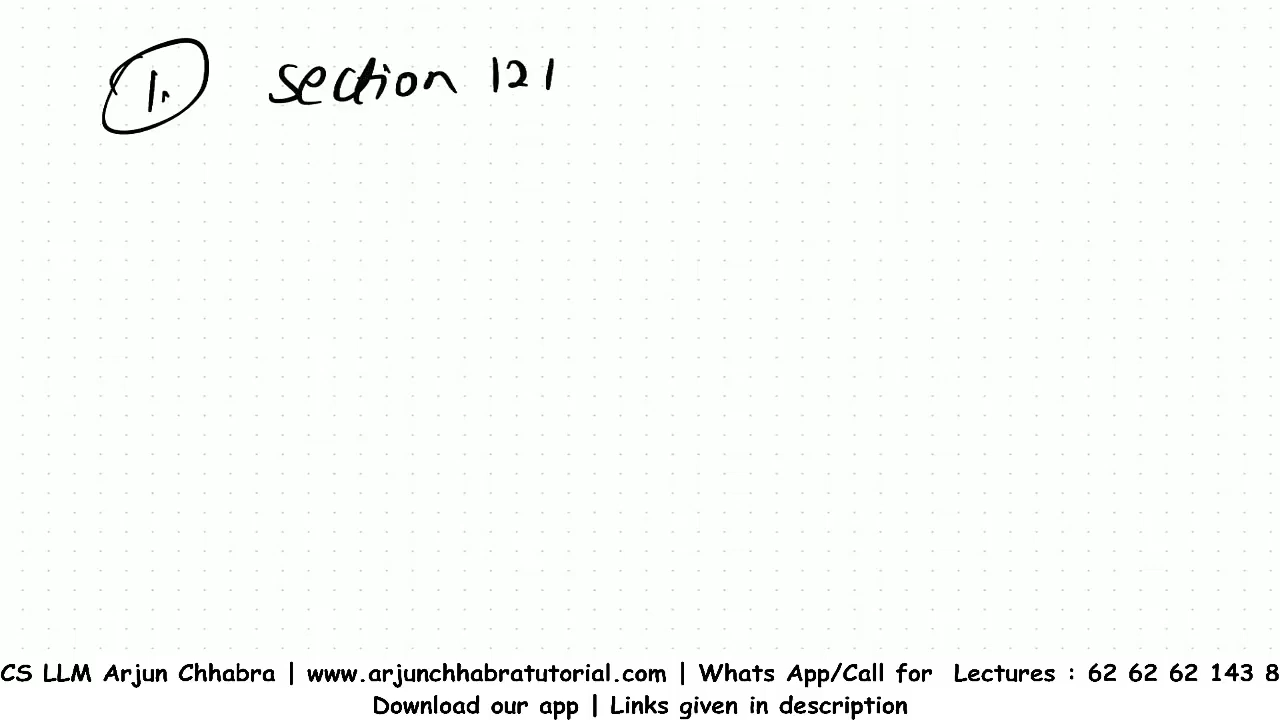 1. section 121
CS LLM Arjun Chhabra | www.arjunchhabratutorial.com | Whats App/Call for Lectures : 62 62 62 143 8
Download our app | Links given in description